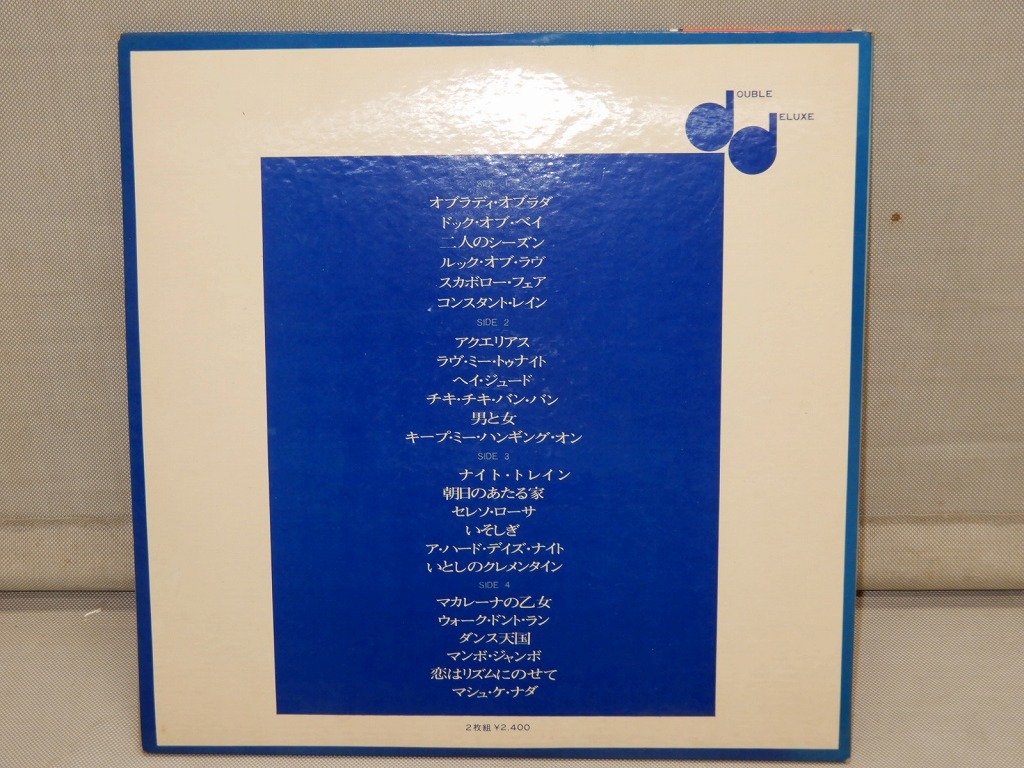 DOUBLE
DELUXE
オブラディ・オブラダ
ドック・オブ・ベイ
二人のシーズン
ルック・オブ・ラヴ
スカボロー・フェア
コンスタント・レイン
SIDE 2
アクエリアス
ラヴ・ミー・トゥナイト
ヘイ・ジュード
チキ・チキ・バン・バン
男と女
キープ・ミー・ハンギング・オン
SIDE 3
ナイト・トレイン
朝日のあたる家
セレソ・ローサ
いそしぎ
ア・ハード・デイズ・ナイト
いとしのクレメンタイン
SIDE 4
マカレーナの乙女
ウォーク・ドント・ラン
ダンス天国
マンボ・ジャンボ
恋はリズムにのせて
マシュ・ケ・ナダ
2枚組 ¥2.400